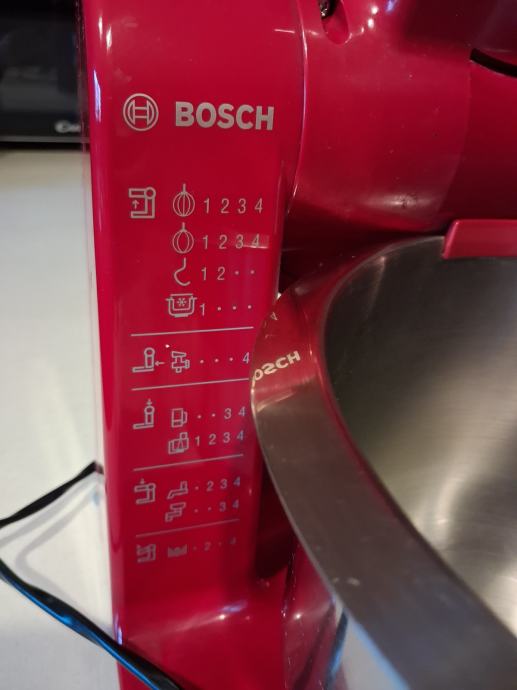 BOSCH
1 2 3 4
1 2 3 4
1 2 · ·
1 · · ·
· · · 4
· · 3 4
1 2 3 4
· 2 3 4
· · 3 4
· 2 · 4
OSCH